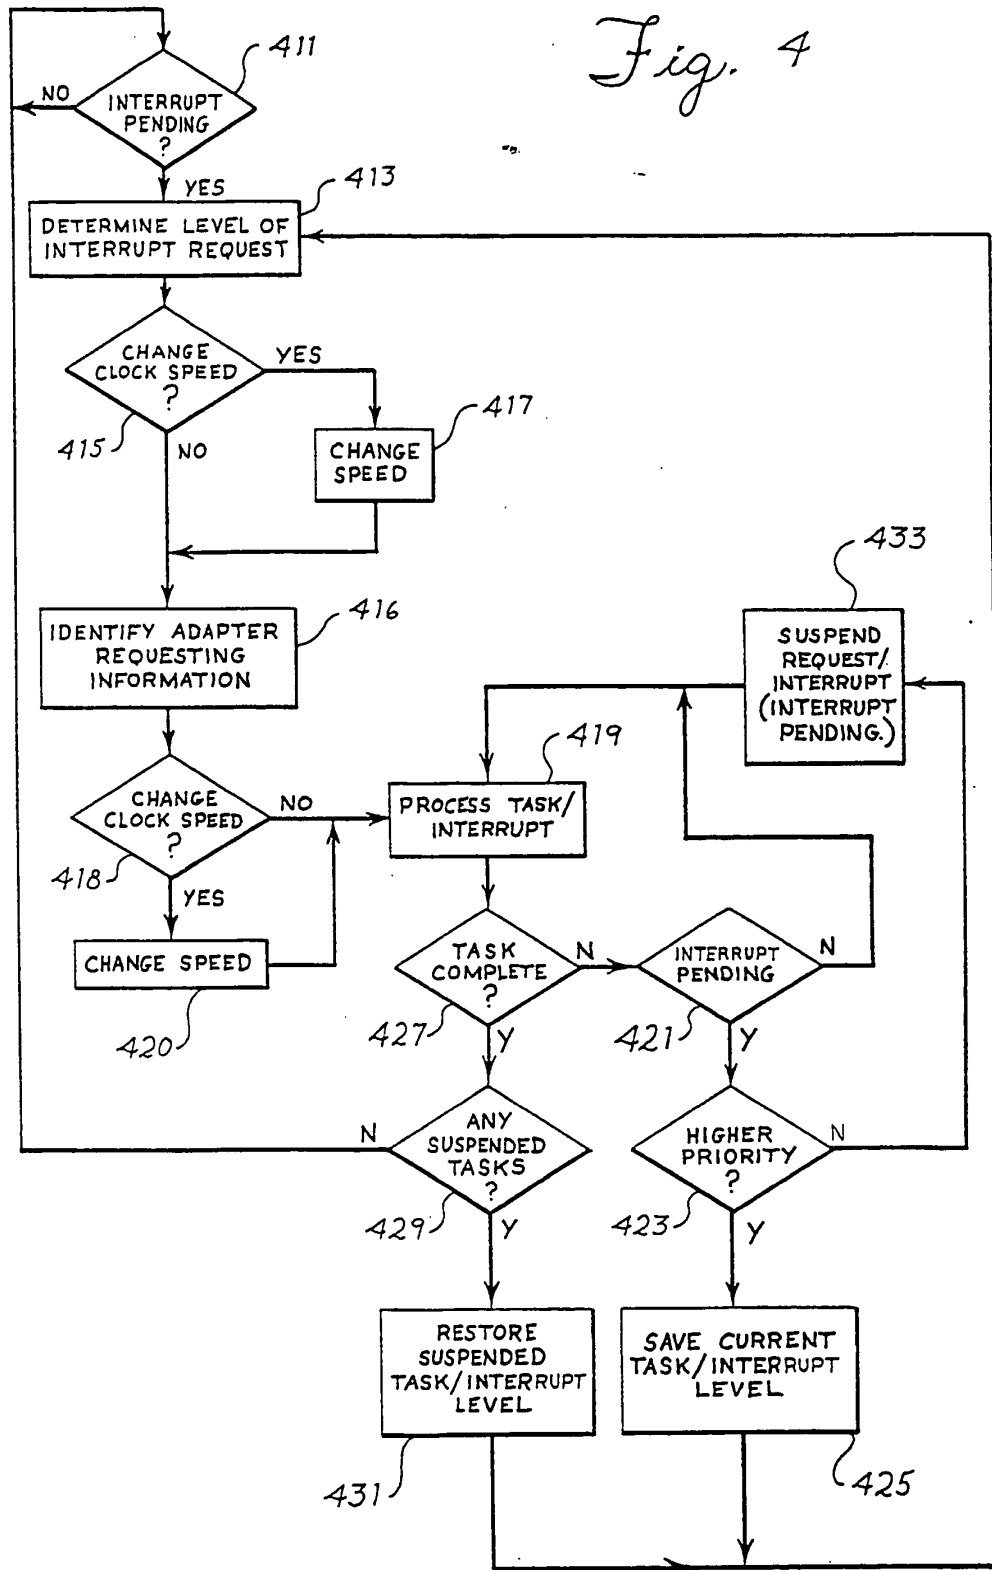 Fig. 4
411
NO
INTERRUPT
PENDING
?
YES
413
DETERMINE LEVEL OF
INTERRUPT REQUEST
CHANGE
CLOCK SPEED
?
YES
415
NO
417
CHANGE
SPEED
416
IDENTIFY ADAPTER
REQUESTING
INFORMATION
433
SUSPEND
REQUEST/
INTERRUPT
(INTERRUPT
PENDING.)
CHANGE
CLOCK SPEED
?
NO
418
YES
CHANGE SPEED
420
419
PROCESS TASK/
INTERRUPT
TASK
COMPLETE
?
N
427
Y
INTERRUPT
PENDING
N
421
Y
ANY
SUSPENDED
TASKS
?
N
429
Y
HIGHER
PRIORITY
?
N
423
Y
RESTORE
SUSPENDED
TASK/INTERRUPT
LEVEL
431
SAVE CURRENT
TASK/INTERRUPT
LEVEL
425